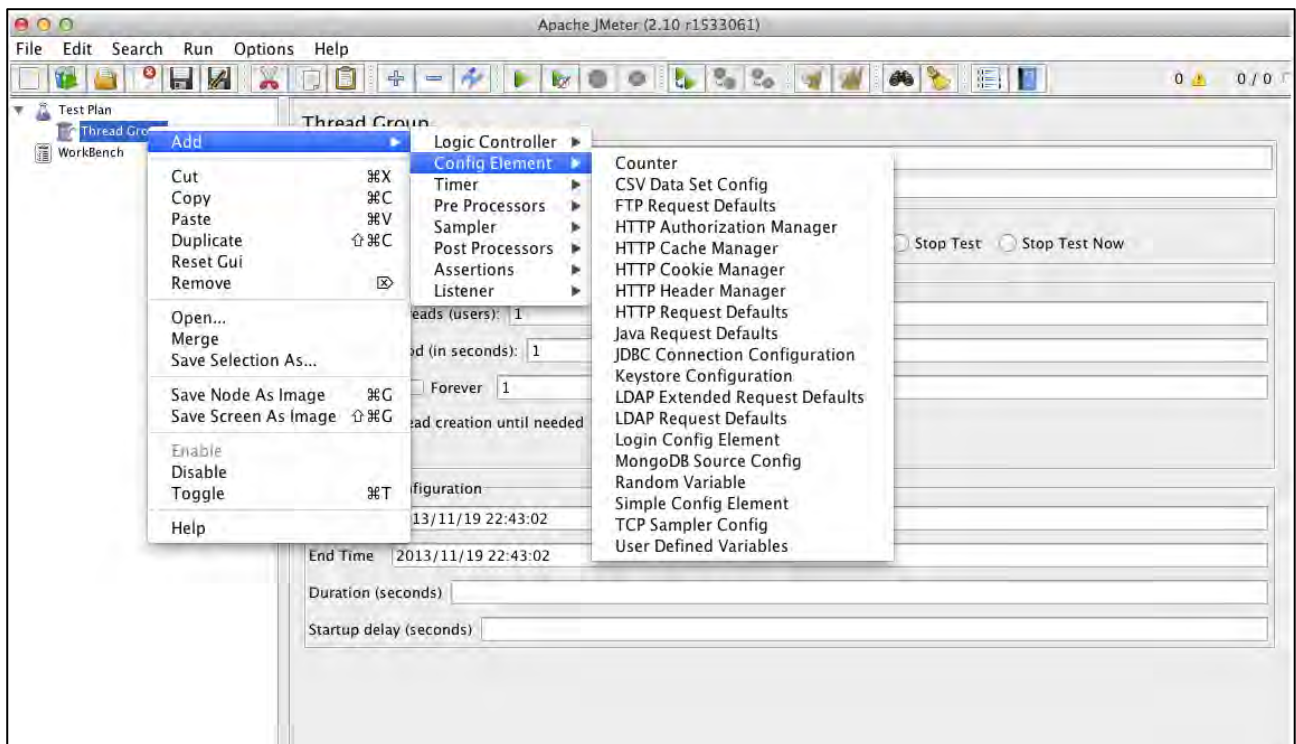 Apache JMeter (2.10 r1533061)
File Edit Search Run Options Help
0 0 / 0
Test Plan
Thread Gro
WorkBench
Thread Group
Add
Cut ⌘X
Copy ⌘C
Paste ⌘V
Duplicate ⇧⌘C
Reset Gui
Remove ⌦
Open...
Merge
Save Selection As...
Save Node As Image ⌘G
Save Screen As Image ⇧⌘G
Enable
Disable
Toggle ⌘T
Help
Logic Controller
Config Element
Timer
Pre Processors
Sampler
Post Processors
Assertions
Listener
Counter
CSV Data Set Config
FTP Request Defaults
HTTP Authorization Manager
HTTP Cache Manager
HTTP Cookie Manager
HTTP Header Manager
HTTP Request Defaults
Java Request Defaults
JDBC Connection Configuration
Keystore Configuration
LDAP Extended Request Defaults
LDAP Request Defaults
Login Config Element
MongoDB Source Config
Random Variable
Simple Config Element
TCP Sampler Config
User Defined Variables
Stop Test Stop Test Now
eads (users): 1
od (in seconds): 1
Forever 1
ead creation until needed
figuration
13/11/19 22:43:02
End Time 2013/11/19 22:43:02
Duration (seconds)
Startup delay (seconds)